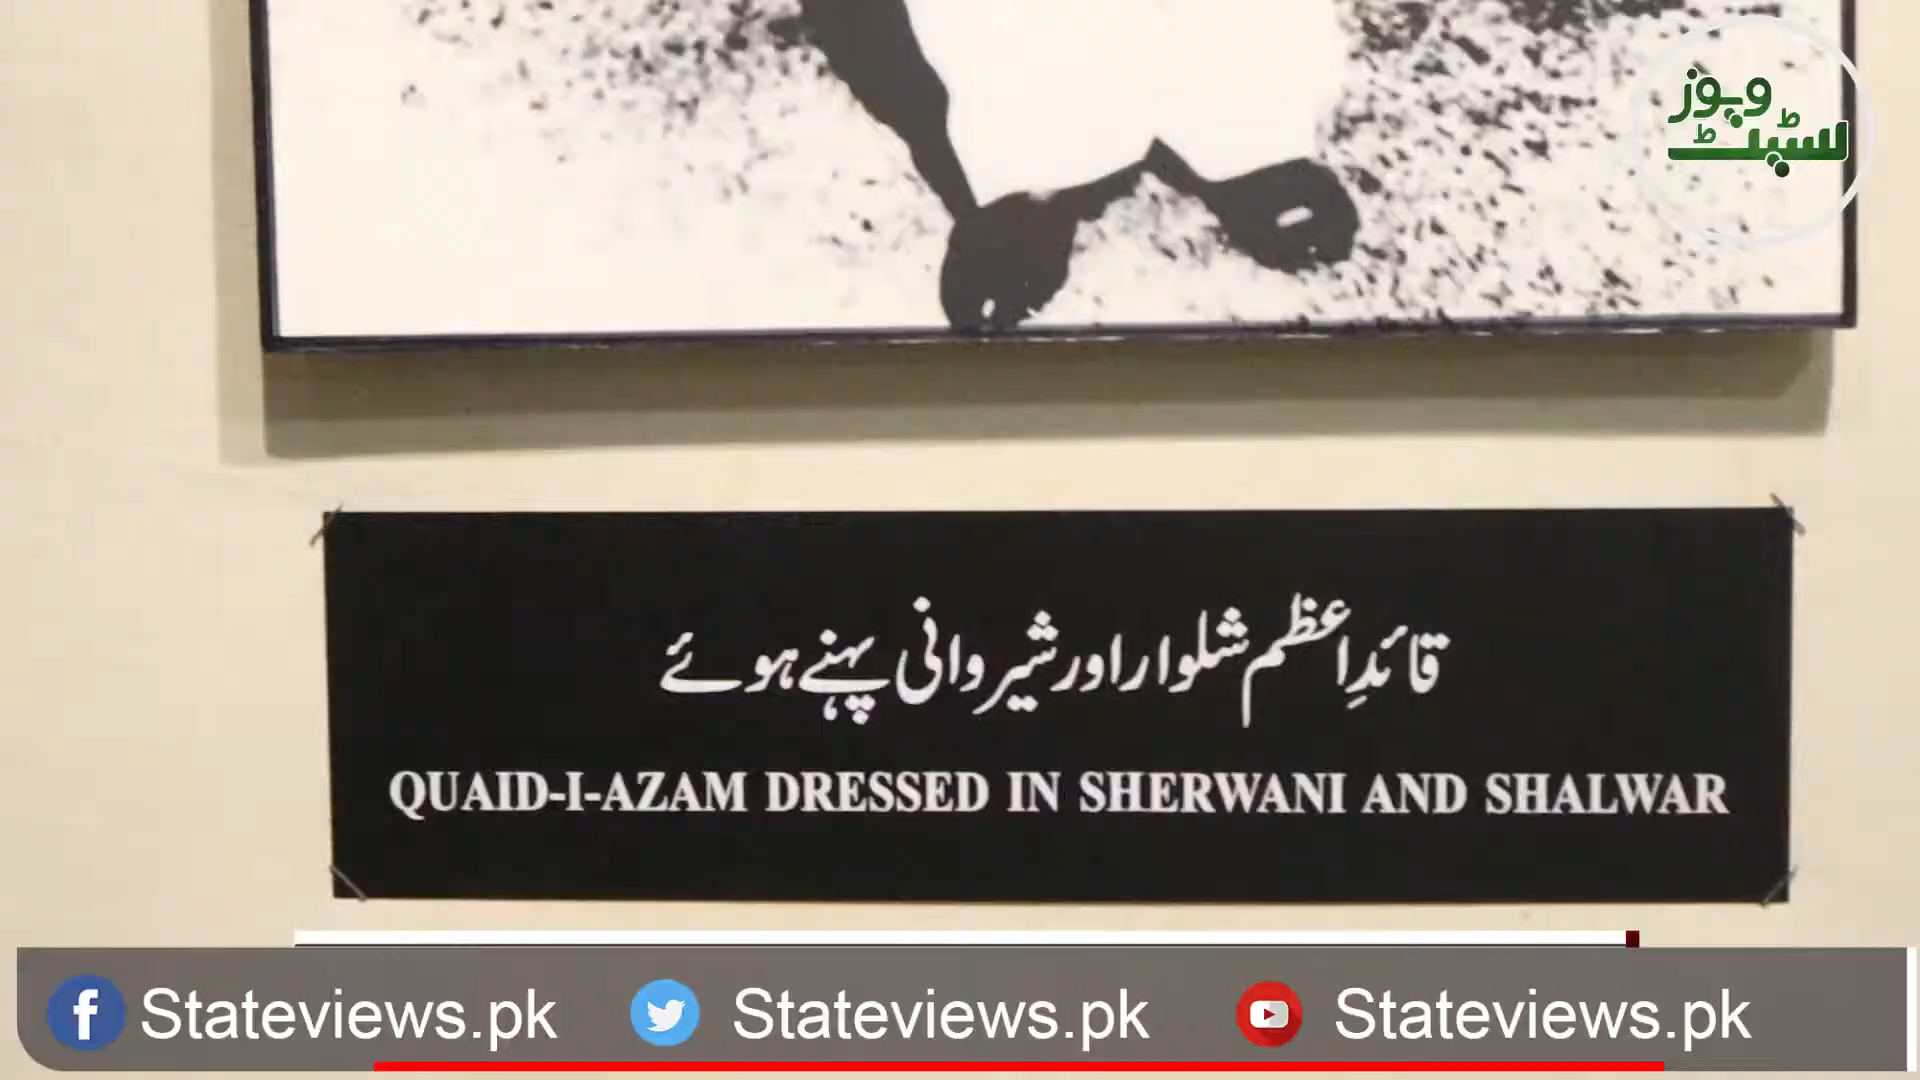 سٹیٹ ویوز
قائدِاعظم شلوار اور شیروانی پہنے ہوئے
QUAID-I-AZAM DRESSED IN SHERWANI AND SHALWAR
Stateviews.pk Stateviews.pk Stateviews.pk